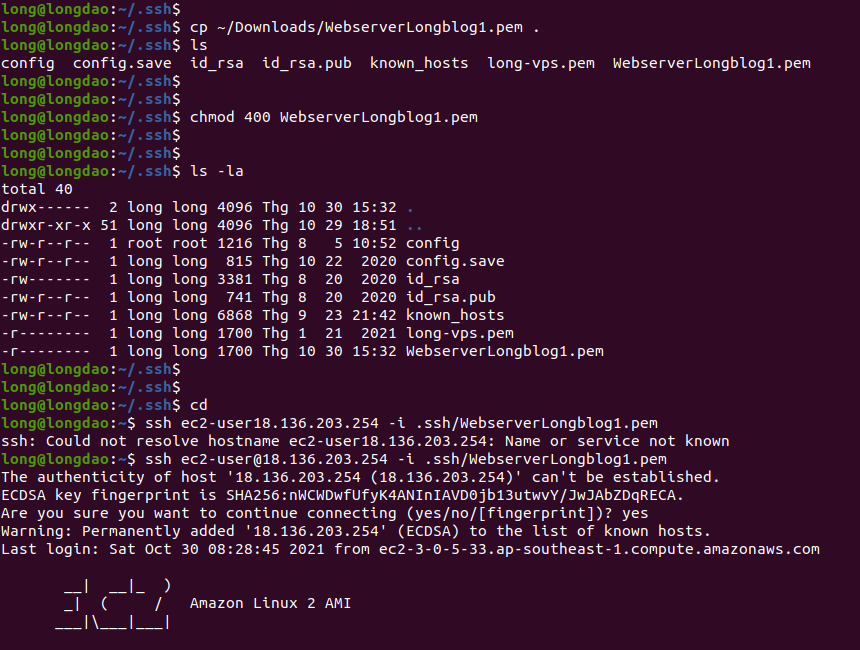 long@longdao:~/.ssh$
long@longdao:~/.ssh$ cp ~/Downloads/WebserverLongblog1.pem .
long@longdao:~/.ssh$ ls
config  config.save  id_rsa  id_rsa.pub  known_hosts  long-vps.pem  WebserverLongblog1.pem
long@longdao:~/.ssh$
long@longdao:~/.ssh$
long@longdao:~/.ssh$ chmod 400 WebserverLongblog1.pem
long@longdao:~/.ssh$
long@longdao:~/.ssh$
long@longdao:~/.ssh$ ls -la
total 40
drwx------  2 long long 4096 Thg 10 30 15:32 .
drwxr-xr-x 51 long long 4096 Thg 10 29 18:51 ..
-rw-r--r--  1 root root 1216 Thg 8   5 10:52 config
-rw-r--r--  1 long long  815 Thg 10 22  2020 config.save
-rw-------  1 long long 3381 Thg 8  20  2020 id_rsa
-rw-r--r--  1 long long  741 Thg 8  20  2020 id_rsa.pub
-rw-r--r--  1 long long 6868 Thg 9  23 21:42 known_hosts
-r--------  1 long long 1700 Thg 1  21  2021 long-vps.pem
-r--------  1 long long 1700 Thg 10 30 15:32 WebserverLongblog1.pem
long@longdao:~/.ssh$
long@longdao:~/.ssh$
long@longdao:~/.ssh$ cd
long@longdao:~$ ssh ec2-user18.136.203.254 -i .ssh/WebserverLongblog1.pem
ssh: Could not resolve hostname ec2-user18.136.203.254: Name or service not known
long@longdao:~$ ssh ec2-user@18.136.203.254 -i .ssh/WebserverLongblog1.pem
The authenticity of host '18.136.203.254 (18.136.203.254)' can't be established.
ECDSA key fingerprint is SHA256:nWCWDwfUfyK4ANInIAVD0jb13utwvY/JwJAbZDqRECA.
Are you sure you want to continue connecting (yes/no/[fingerprint])? yes
Warning: Permanently added '18.136.203.254' (ECDSA) to the list of known hosts.
Last login: Sat Oct 30 08:28:45 2021 from ec2-3-0-5-33.ap-southeast-1.compute.amazonaws.com

       __|  __|_  )
       _|  (     /   Amazon Linux 2 AMI
      ___|\___|___|